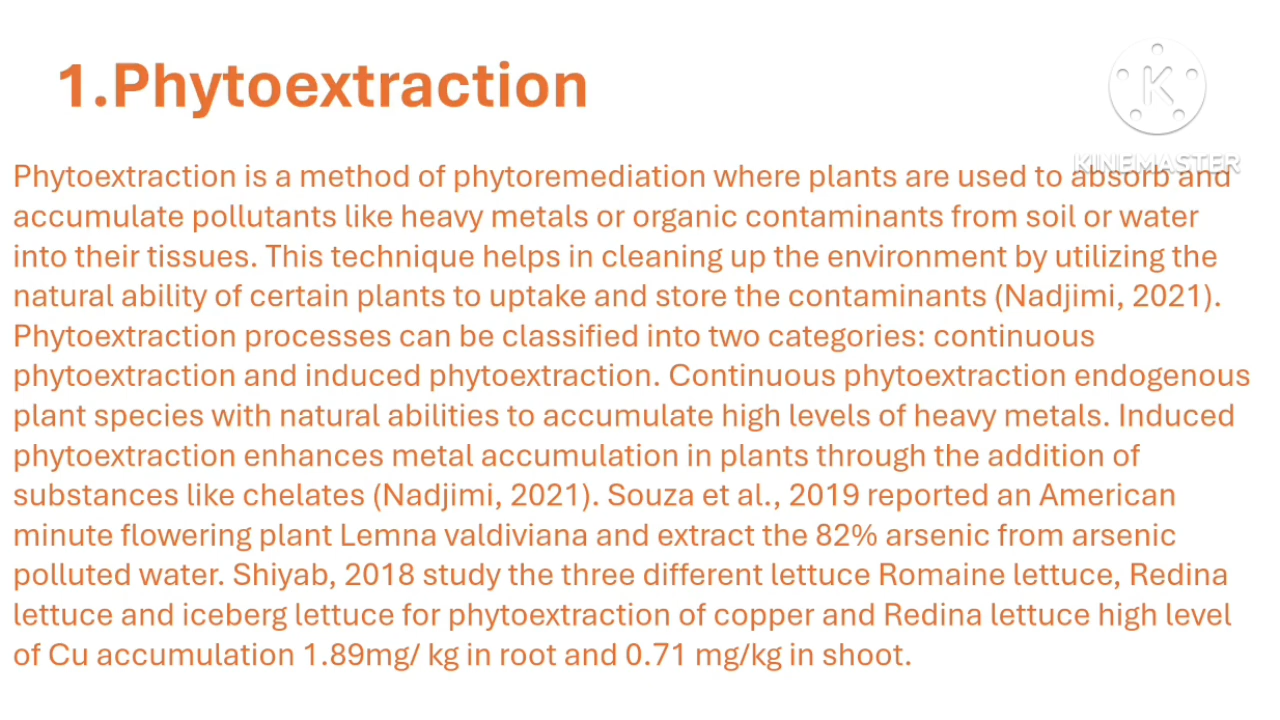 1.Phytoextraction
K
KINEMASTER
Phytoextraction is a method of phytoremediation where plants are used to absorb and
accumulate pollutants like heavy metals or organic contaminants from soil or water
into their tissues. This technique helps in cleaning up the environment by utilizing the
natural ability of certain plants to uptake and store the contaminants (Nadjimi, 2021).
Phytoextraction processes can be classified into two categories: continuous
phytoextraction and induced phytoextraction. Continuous phytoextraction endogenous
plant species with natural abilities to accumulate high levels of heavy metals. Induced
phytoextraction enhances metal accumulation in plants through the addition of
substances like chelates (Nadjimi, 2021). Souza et al., 2019 reported an American
minute flowering plant Lemna valdiviana and extract the 82% arsenic from arsenic
polluted water. Shiyab, 2018 study the three different lettuce Romaine lettuce, Redina
lettuce and iceberg lettuce for phytoextraction of copper and Redina lettuce high level
of Cu accumulation 1.89mg/ kg in root and 0.71 mg/kg in shoot.